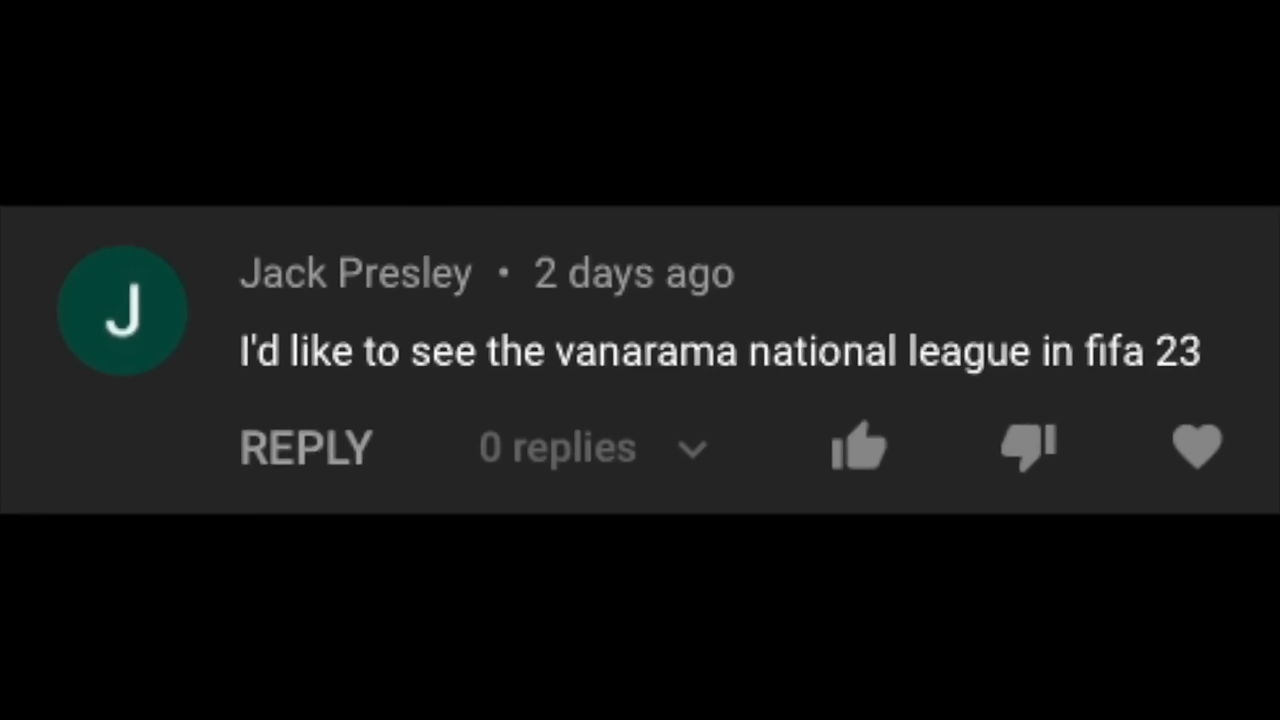 J
Jack Presley • 2 days ago
I'd like to see the vanarama national league in fifa 23
REPLY 0 replies